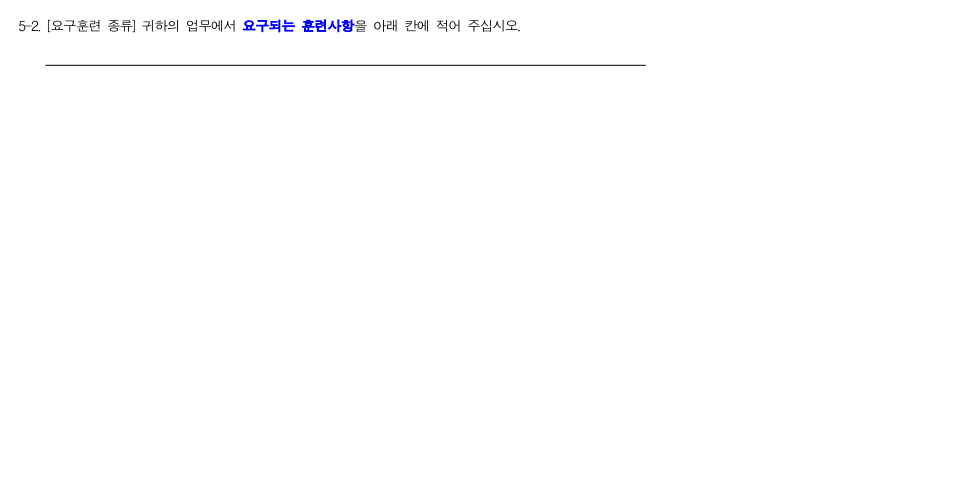 5-2. [요구훈련 종류] 귀하의 업무에서 요구되는 훈련사항을 아래 칸에 적어 주십시오.